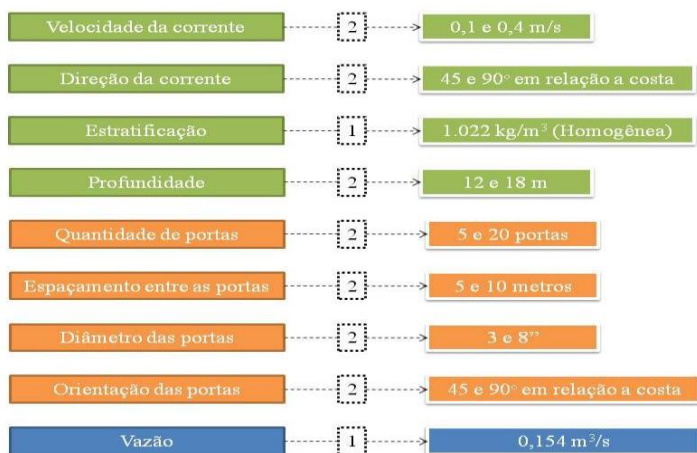 Velocidade da corrente 2 0,1 e 0,4 m/s
Direção da corrente 2 45 e 90° em relação a costa
Estratificação 1 1.022 kg/m³ (Homogênea)
Profundidade 2 12 e 18 m
Quantidade de portas 2 5 e 20 portas
Espaçamento entre as portas 2 5 e 10 metros
Diâmetro das portas 2 3 e 8”
Orientação das portas 2 45 e 90° em relação a costa
Vazão 1 0,154 m³/s